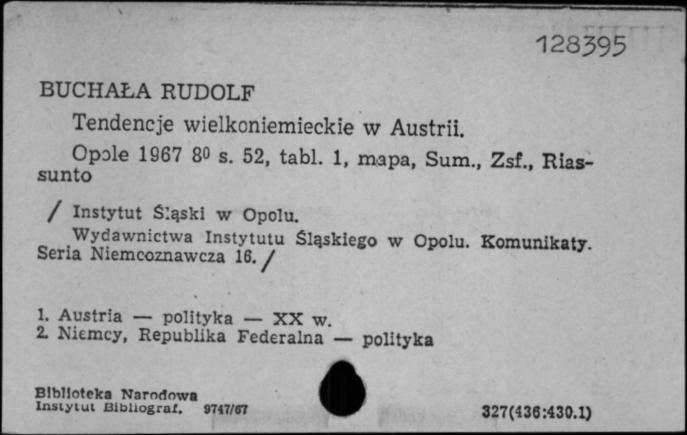 128395
BUCHAŁA RUDOLF
Tendencje wielkoniemieckie w Austrii.
Opole 1967 8⁰ s. 52, tabl. 1, mapa, Sum., Zsf., Rias-
sunto
/ Instytut Śląski w Opolu.
Wydawnictwa Instytutu Śląskiego w Opolu. Komunikaty.
Seria Niemcoznawcza 16. /
1. Austria — polityka — XX w.
2. Niemcy, Republika Federalna — polityka
Biblioteka Narodowa
Instytut Bibliograf. 9747/67
327(436:430.1)